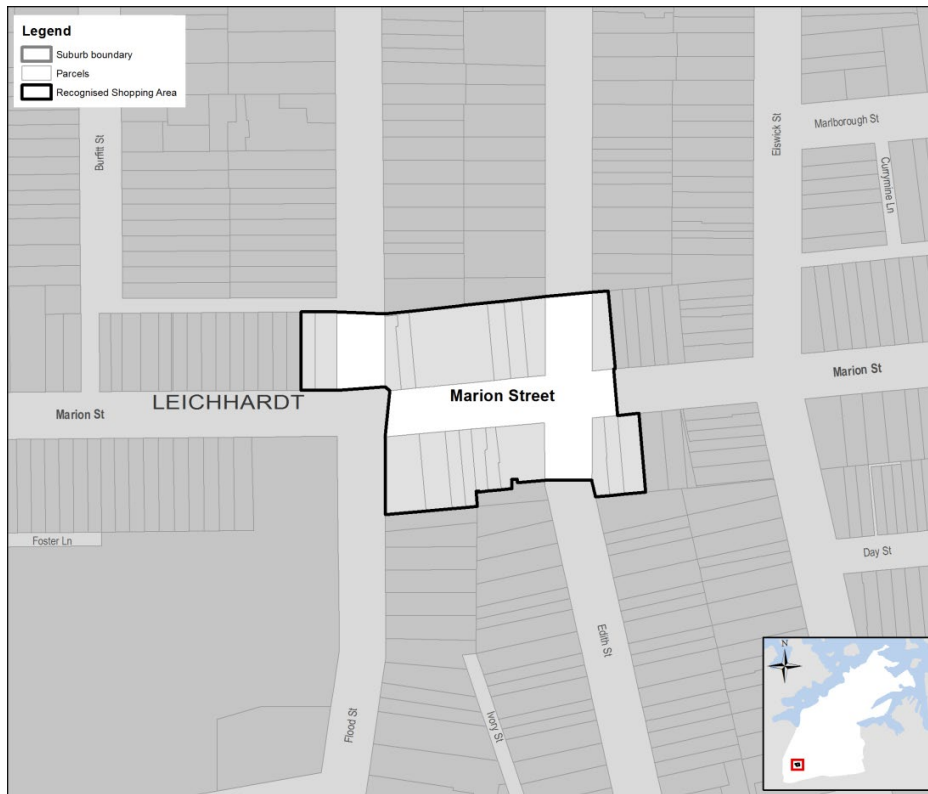 Legend
Suburb boundary
Parcels
Recognised Shopping Area
Burfitt St
Elswick St
Marlborough St
Currymine Ln
Marion St
Marion Street
LEICHHARDT
Marion St
Foster Ln
Day St
Edith St
Flood St
Ivory St
N